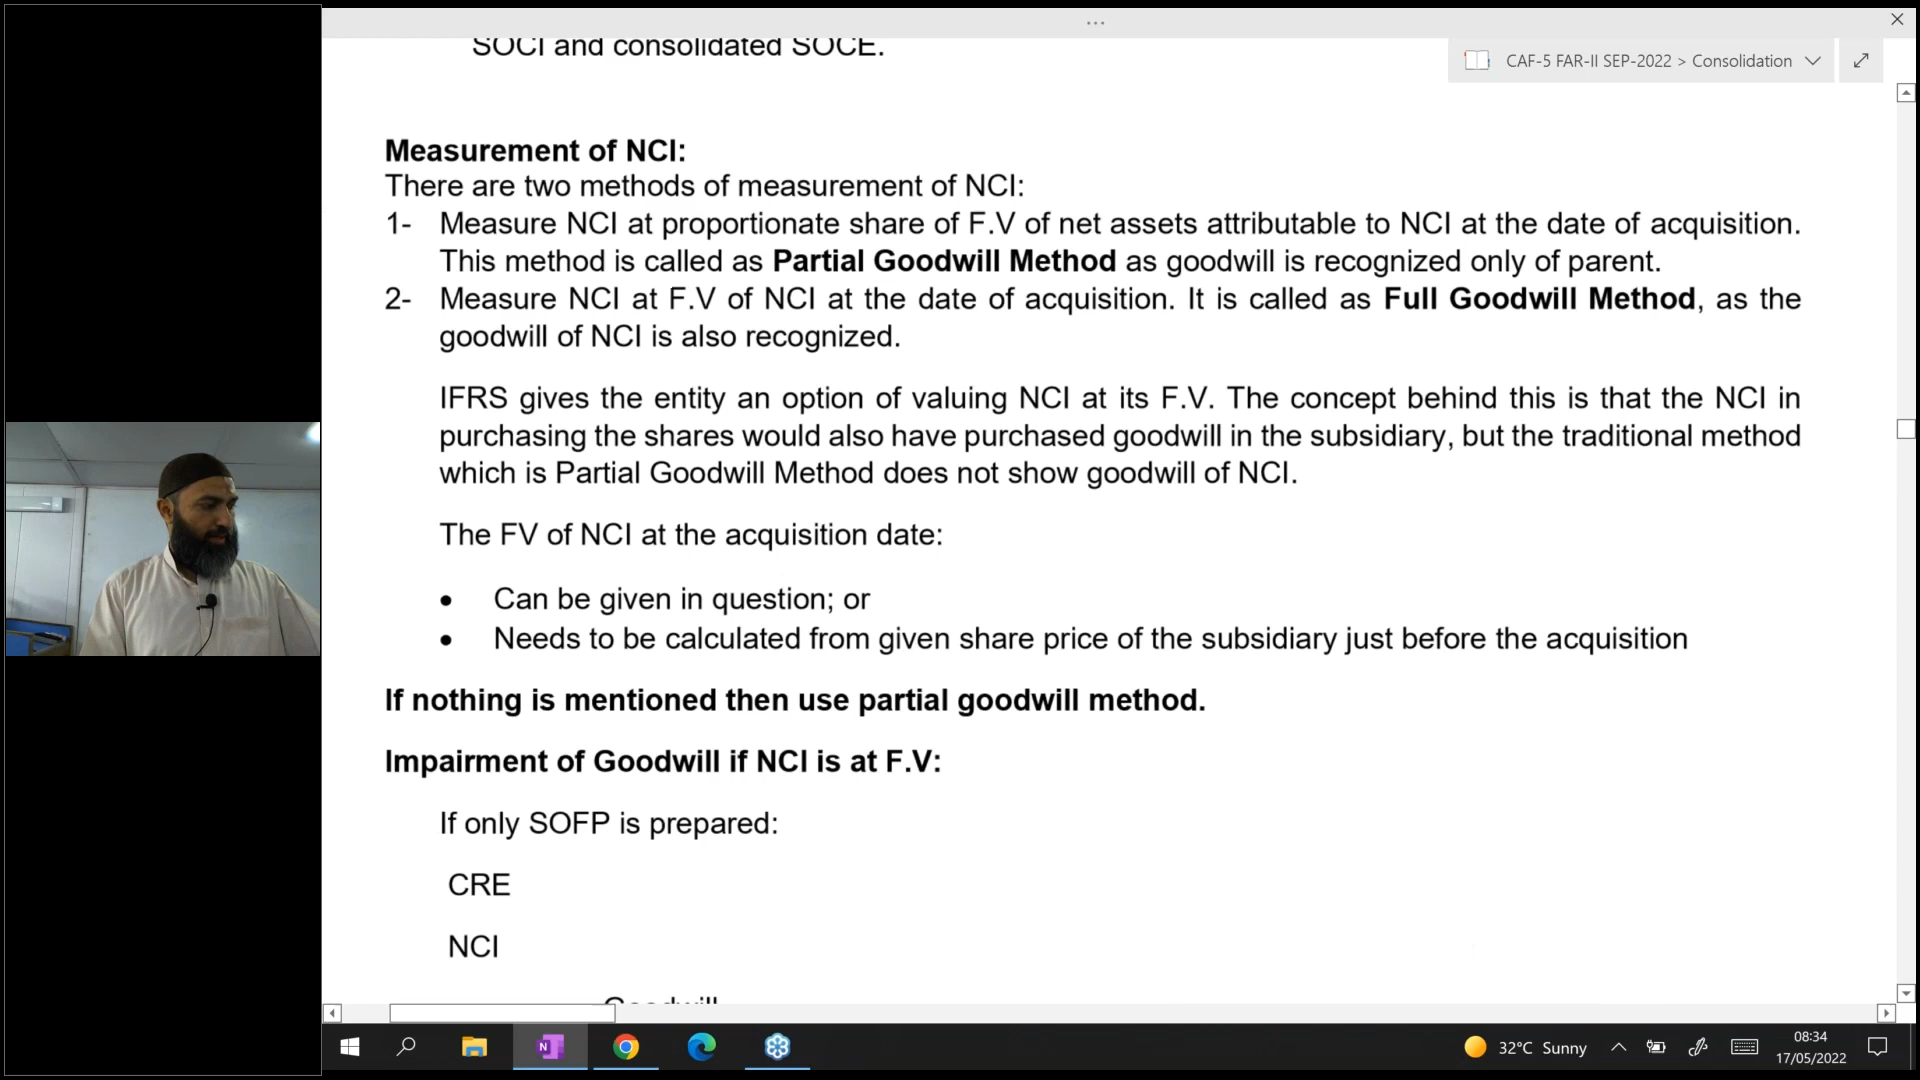 SOCI and consolidated SOCE.
CAF-5 FAR-II SEP-2022 > Consolidation
Measurement of NCI:
There are two methods of measurement of NCI:
1- Measure NCI at proportionate share of F.V of net assets attributable to NCI at the date of acquisition.
This method is called as Partial Goodwill Method as goodwill is recognized only of parent.
2- Measure NCI at F.V of NCI at the date of acquisition. It is called as Full Goodwill Method, as the
goodwill of NCI is also recognized.
IFRS gives the entity an option of valuing NCI at its F.V. The concept behind this is that the NCI in
purchasing the shares would also have purchased goodwill in the subsidiary, but the traditional method
which is Partial Goodwill Method does not show goodwill of NCI.
The FV of NCI at the acquisition date:
• Can be given in question; or
• Needs to be calculated from given share price of the subsidiary just before the acquisition
If nothing is mentioned then use partial goodwill method.
Impairment of Goodwill if NCI is at F.V:
If only SOFP is prepared:
CRE
NCI
Goodwill
N
32°C Sunny
08:34
17/05/2022